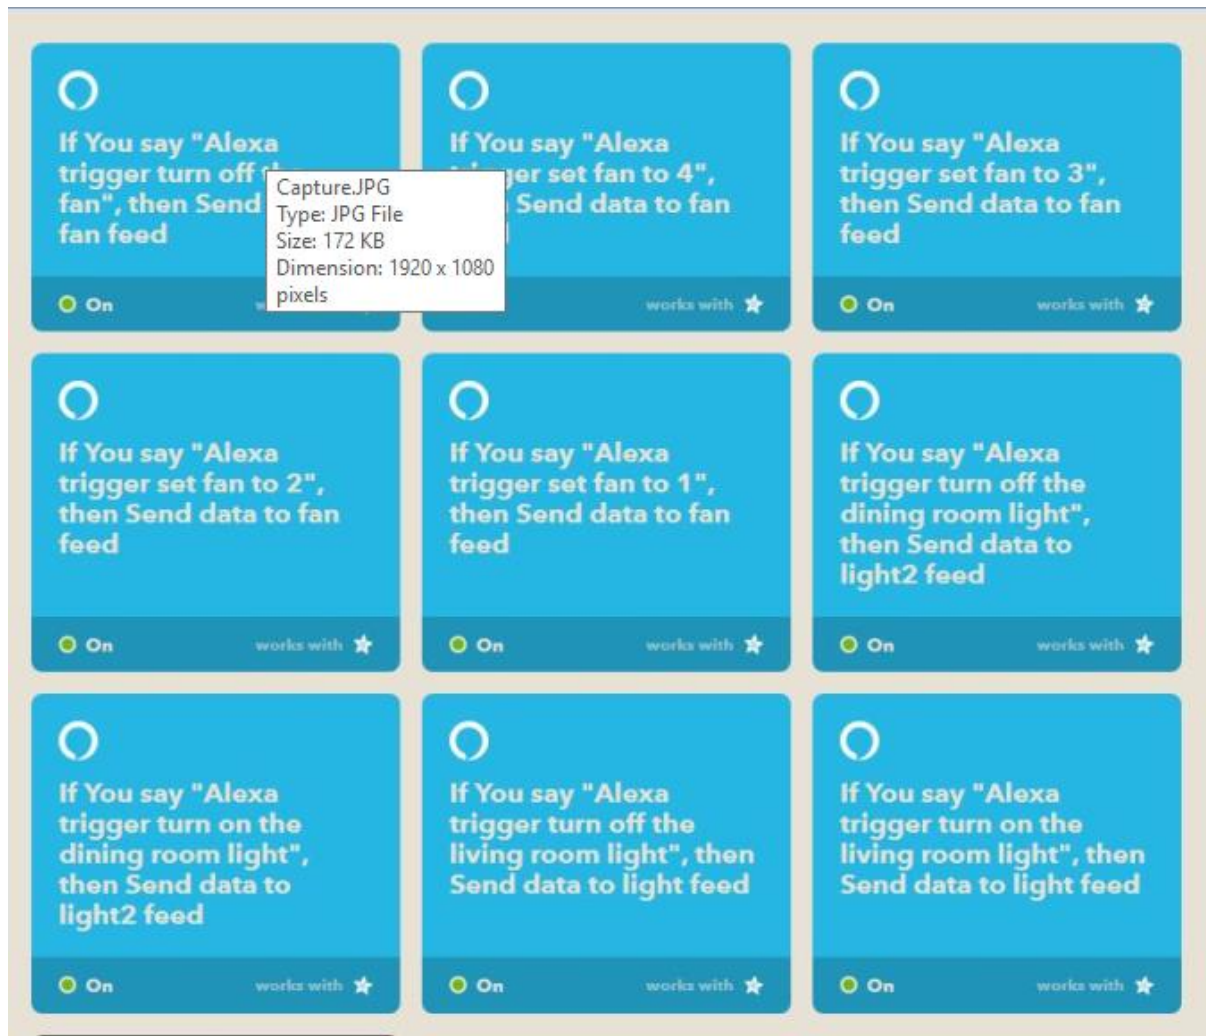 If You say "Alexa
trigger turn off
fan", then Send
fan feed
On
Capture.JPG
Type: JPG File
Size: 172 KB
Dimension: 1920 x 1080
pixels
If You say "Alexa
set fan to 4",
Send data to fan
works with
If You say "Alexa
trigger set fan to 3",
then Send data to fan
feed
On
works with
If You say "Alexa
trigger set fan to 2",
then Send data to fan
feed
On
works with
If You say "Alexa
trigger set fan to 1",
then Send data to fan
feed
On
works with
If You say "Alexa
trigger turn off the
dining room light",
then Send data to
light2 feed
On
works with
If You say "Alexa
trigger turn on the
dining room light",
then Send data to
light2 feed
On
works with
If You say "Alexa
trigger turn off the
living room light", then
Send data to light feed
On
works with
If You say "Alexa
trigger turn on the
living room light", then
Send data to light feed
On
works with